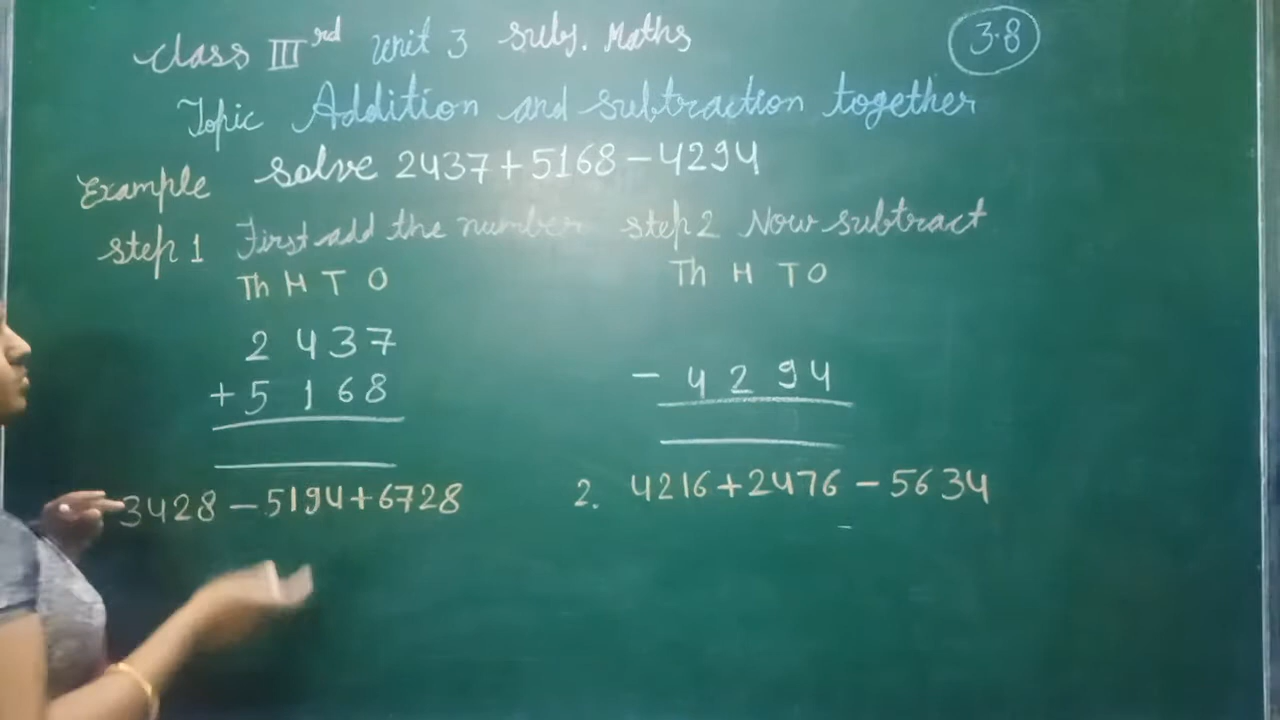 Class III rd Unit 3 Subj. Maths 3.8
Topic Addition and subtraction together
Example solve 2437+5168-4294
Step 1 First add the number step 2 Now subtract
Th H T O Th H T O
2 4 3 7
+ 5 1 6 8 - 4 2 9 4
3428-5194+6728 2. 4216+2476-5634